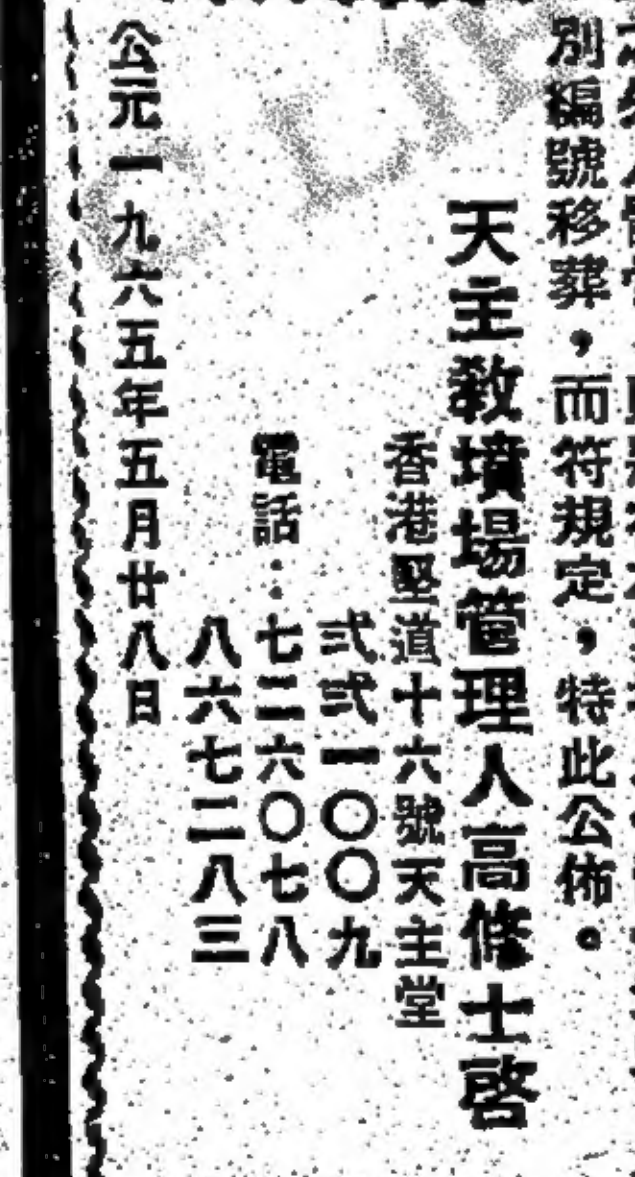 別編號移葬，而符規定，特此公佈。
天主教墳場管理人高修士啓
香港堅道十六號天主堂
弍弍一〇〇九
電話：七二六〇七八
八六七二八三
公元一九六五年五月廿八日